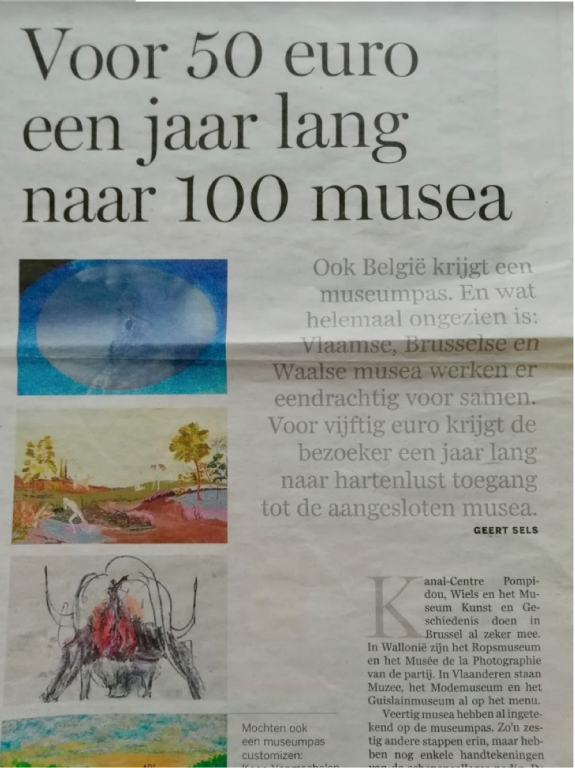 Voor 50 euro
een jaar lang
naar 100 musea
Ook België krijgt een
museumpas. En wat
helemaal ongezien is:
Vlaamse, Brusselse en
Waalse musea werken er
eendrachtig voor samen.
Voor vijftig euro krijgt de
bezoeker een jaar lang
naar hartenlust toegang
tot de aangesloten musea.
GEERT SELS
Kanal-Centre Pompi-
dou, Wiels en het Mu-
seum Kunst en Ge-
schiedenis doen in
Brussel al zeker mee.
In Wallonië zijn het Ropsmuseum
en het Musée de la Photographie
van de partij. In Vlaanderen staan
Muzee, het Modemuseum en het
Guislainmuseum al op het menu.
Veertig musea hebben al ingete-
kend op de museumpas. Zo'n zes-
tig andere stappen erin, maar heb-
ben nog enkele handtekeningen
Mochten ook
een museumpas
customizen: